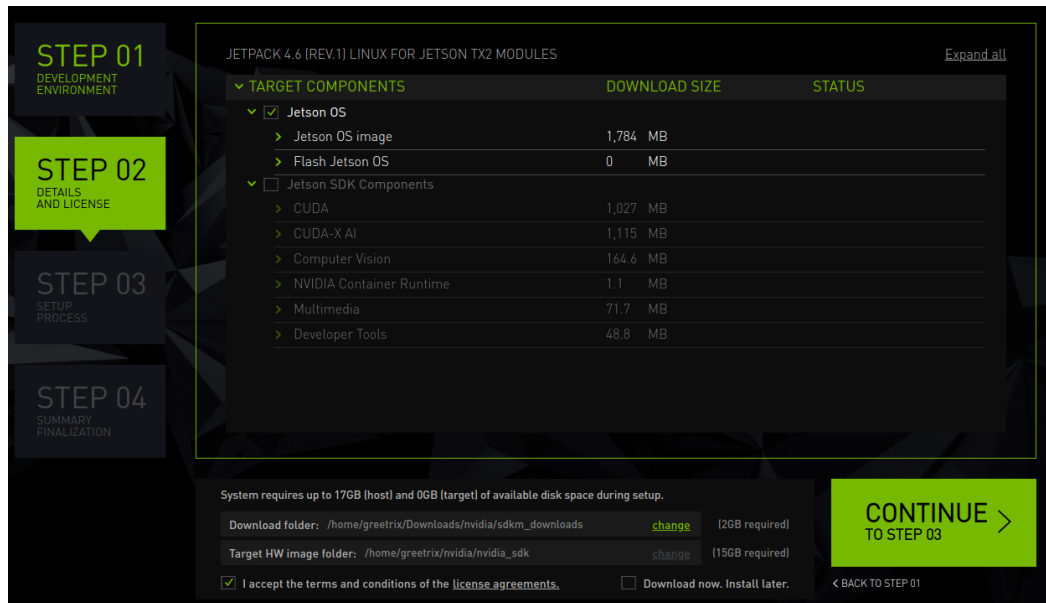 STEP 01
DEVELOPMENT
ENVIRONMENT
STEP 02
DETAILS
AND LICENSE
STEP 03
SETUP
PROCESS
STEP 04
SUMMARY
FINALIZATION
JETPACK 4.6 (REV.1) LINUX FOR JETSON TX2 MODULES Expand all
TARGET COMPONENTS DOWNLOAD SIZE STATUS
Jetson OS
Jetson OS image 1,784 MB
Flash Jetson OS 0 MB
Jetson SDK Components
CUDA 1,027 MB
CUDA-X AI 1,115 MB
Computer Vision 164.6 MB
NVIDIA Container Runtime 1.1 MB
Multimedia 71.7 MB
Developer Tools 48.8 MB
System requires up to 17GB (host) and 0GB (target) of available disk space during setup.
Download folder: /home/greetrix/Downloads/nvidia/sdkm_downloads change (2GB required)
Target HW image folder: /home/greetrix/nvidia/nvidia_sdk change (15GB required)
I accept the terms and conditions of the license agreements. Download now. Install later.
CONTINUE
TO STEP 03
< BACK TO STEP 01